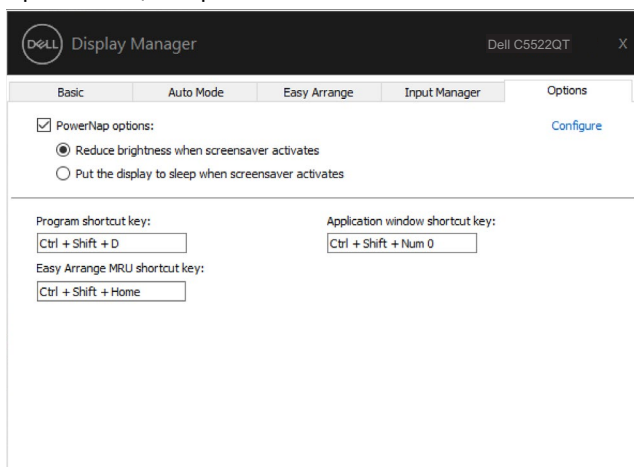 DELL Display Manager Dell C5522QT X
Basic Auto Mode Easy Arrange Input Manager Options
PowerNap options: Configure
Reduce brightness when screensaver activates
Put the display to sleep when screensaver activates
Program shortcut key: Application window shortcut key:
Ctrl + Shift + D Ctrl + Shift + Num 0
Easy Arrange MRU shortcut key:
Ctrl + Shift + Home